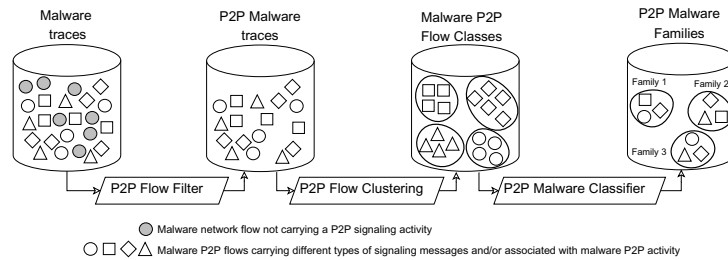 Malware
traces
P2P Malware
traces
Malware P2P
Flow Classes
P2P Malware
Families
Family 1
Family 2
Family 3
P2P Flow Filter
P2P Flow Clustering
P2P Malware Classifier
Malware network flow not carrying a P2P signaling activity
Malware P2P flows carrying different types of signaling messages and/or associated with malware P2P activity